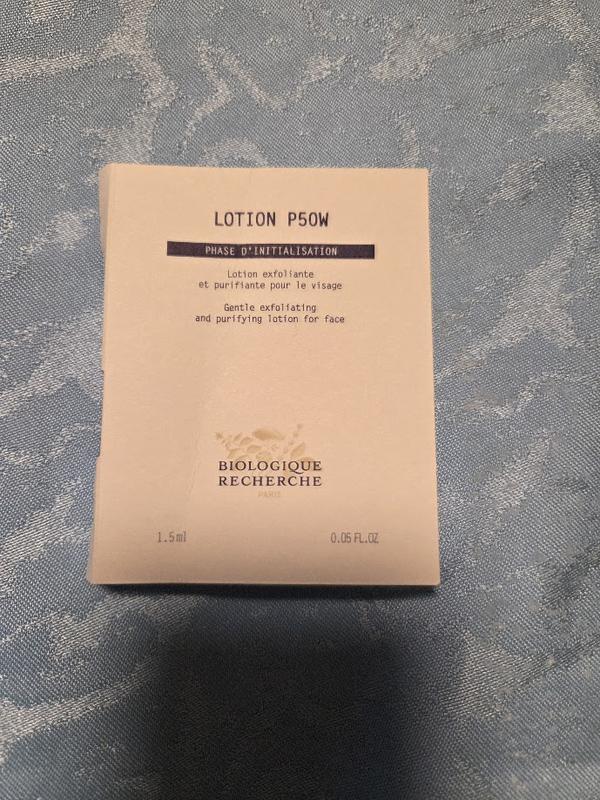 LOTION P50W
PHASE D'INITIALISATION
Lotion exfoliante
et purifiante pour le visage
Gentle exfoliating
and purifying lotion for face
BIOLOGIQUE
RECHERCHE
PARIS
1.5ml 0.05 FL.OZ